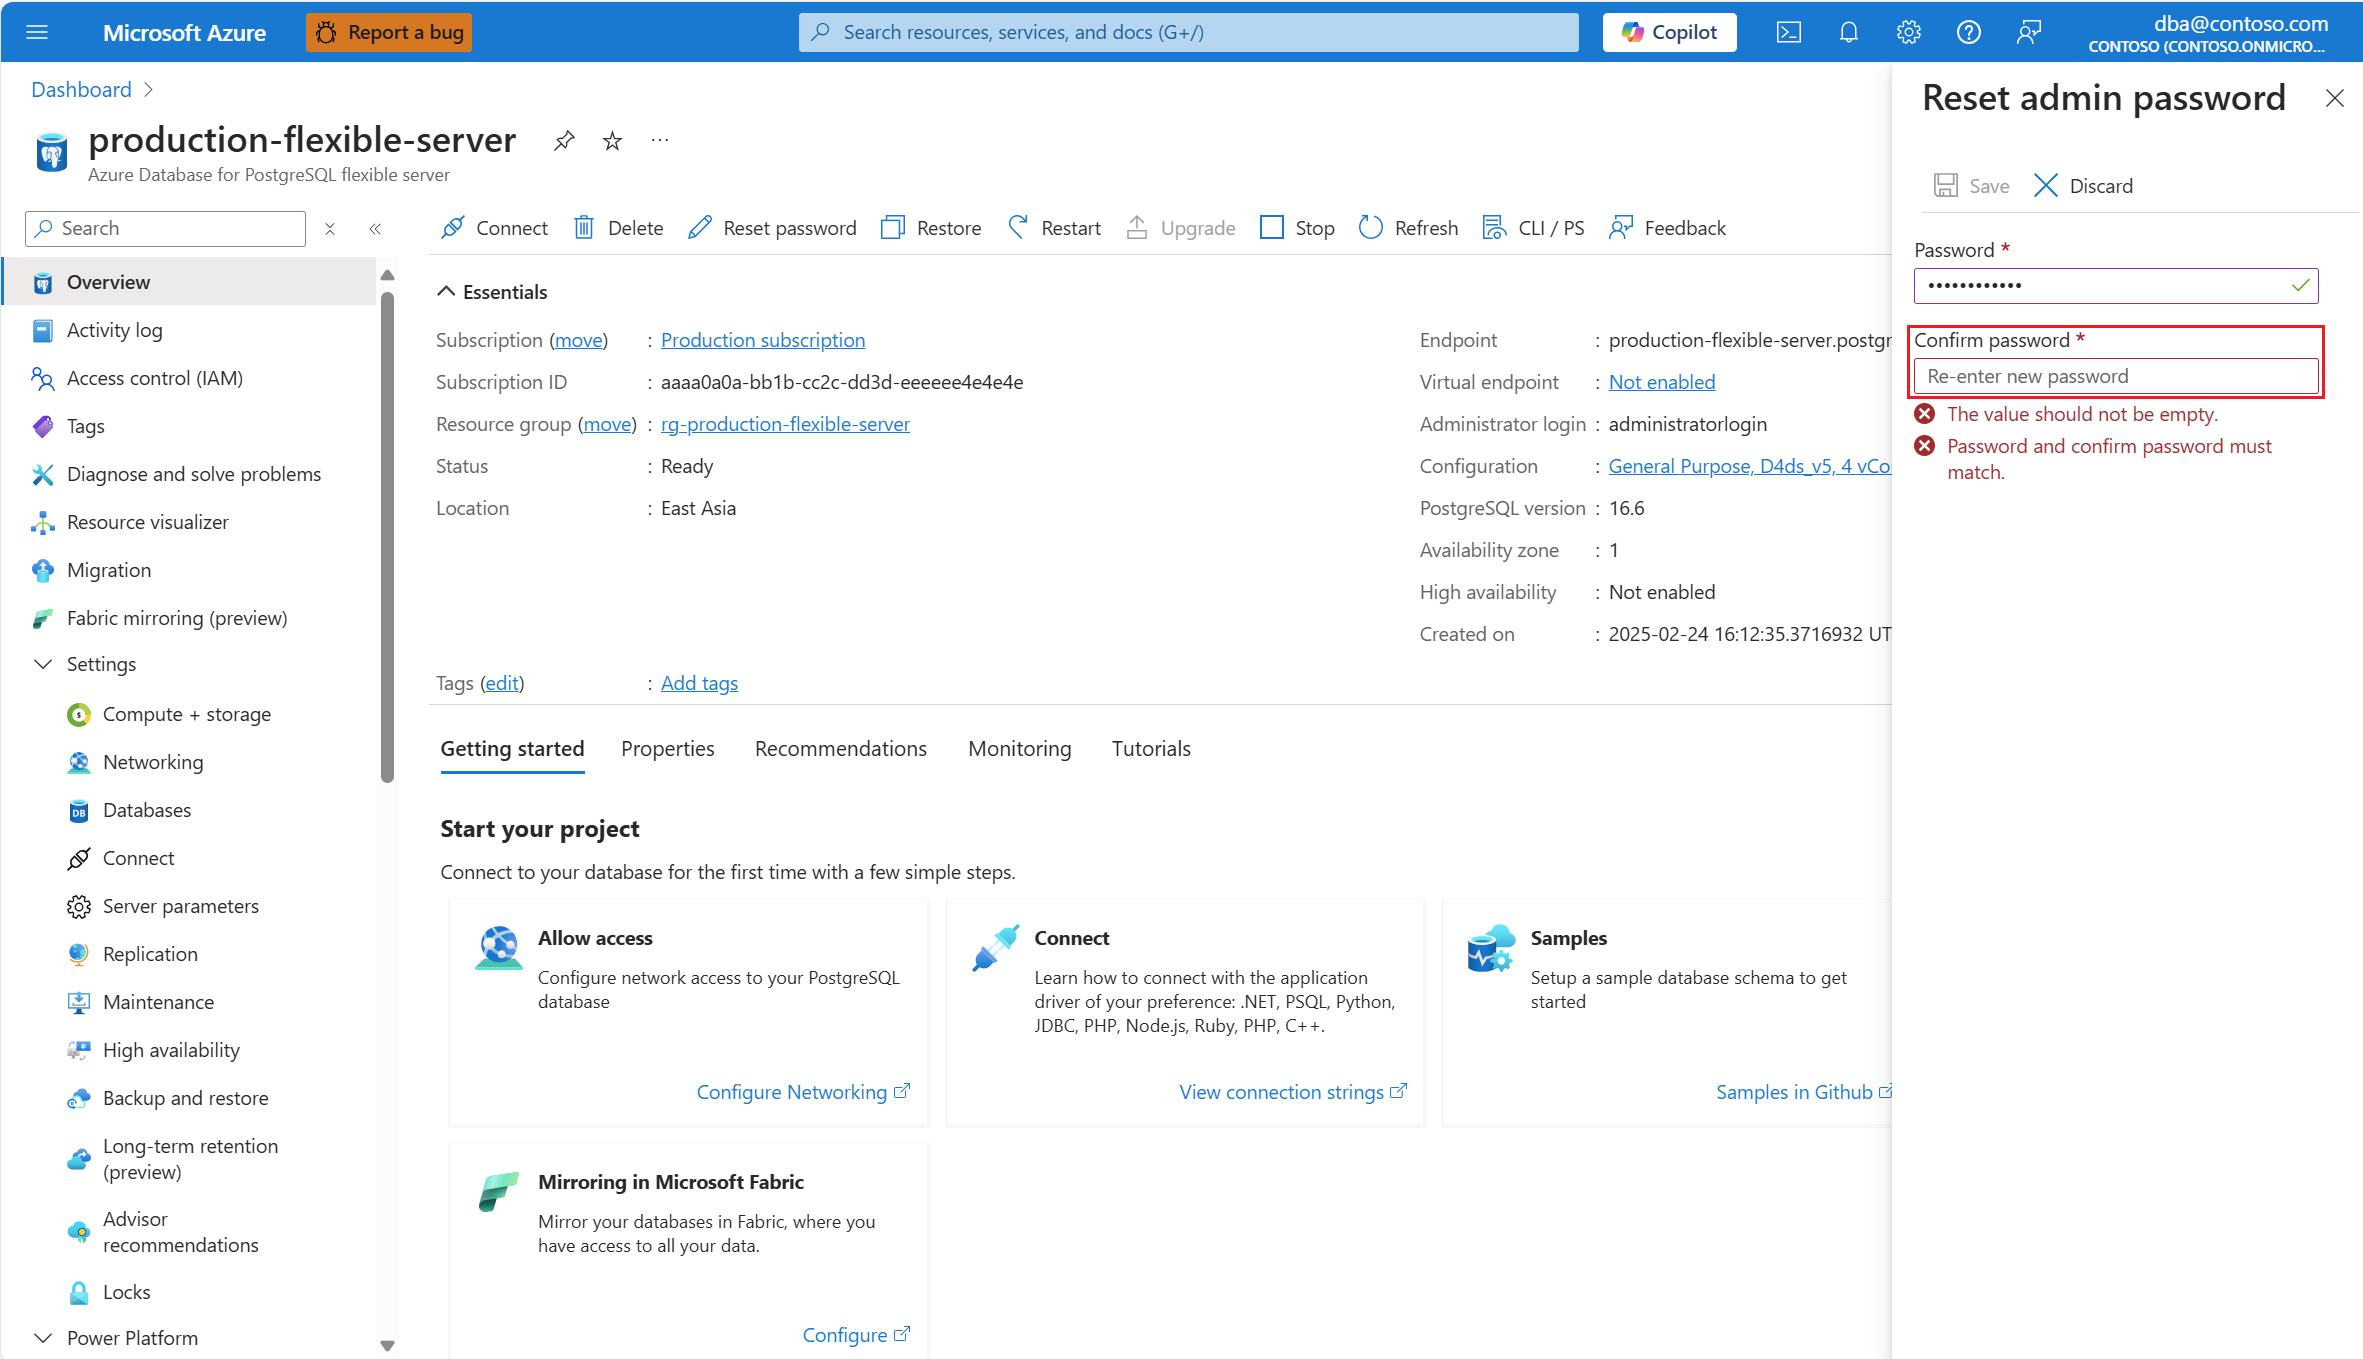 Microsoft Azure
Report a bug
Search resources, services, and docs (G+/)
Copilot
dba@contoso.com
CONTOSO (CONTOSO.ONMICRO...
Dashboard
production-flexible-server
Azure Database for PostgreSQL flexible server
Search
Overview
Activity log
Access control (IAM)
Tags
Diagnose and solve problems
Resource visualizer
Migration
Fabric mirroring (preview)
Settings
Compute + storage
Networking
Databases
Connect
Server parameters
Replication
Maintenance
High availability
Backup and restore
Long-term retention
(preview)
Advisor
recommendations
Locks
Power Platform
Connect
Delete
Reset password
Restore
Restart
Upgrade
Stop
Refresh
CLI / PS
Feedback
Essentials
Subscription (move) : Production subscription
Subscription ID : aaaa0a0a-bb1b-cc2c-dd3d-eeeeee4e4e4e
Resource group (move) : rg-production-flexible-server
Status : Ready
Location : East Asia
Endpoint : production-flexible-server.postgr
Virtual endpoint : Not enabled
Administrator login : administratorlogin
Configuration : General Purpose, D4ds_v5, 4 vCo
PostgreSQL version : 16.6
Availability zone : 1
High availability : Not enabled
Created on : 2025-02-24 16:12:35.3716932 UT
Tags (edit) : Add tags
Getting started
Properties
Recommendations
Monitoring
Tutorials
Start your project
Connect to your database for the first time with a few simple steps.
Allow access
Configure network access to your PostgreSQL
database
Configure Networking
Connect
Learn how to connect with the application
driver of your preference: .NET, PSQL, Python,
JDBC, PHP, Node.js, Ruby, PHP, C++.
View connection strings
Samples
Setup a sample database schema to get
started
Samples in Github
Mirroring in Microsoft Fabric
Mirror your databases in Fabric, where you
have access to all your data.
Configure
Reset admin password
Save
Discard
Password *
••••••••••••
Confirm password *
Re-enter new password
The value should not be empty.
Password and confirm password must
match.